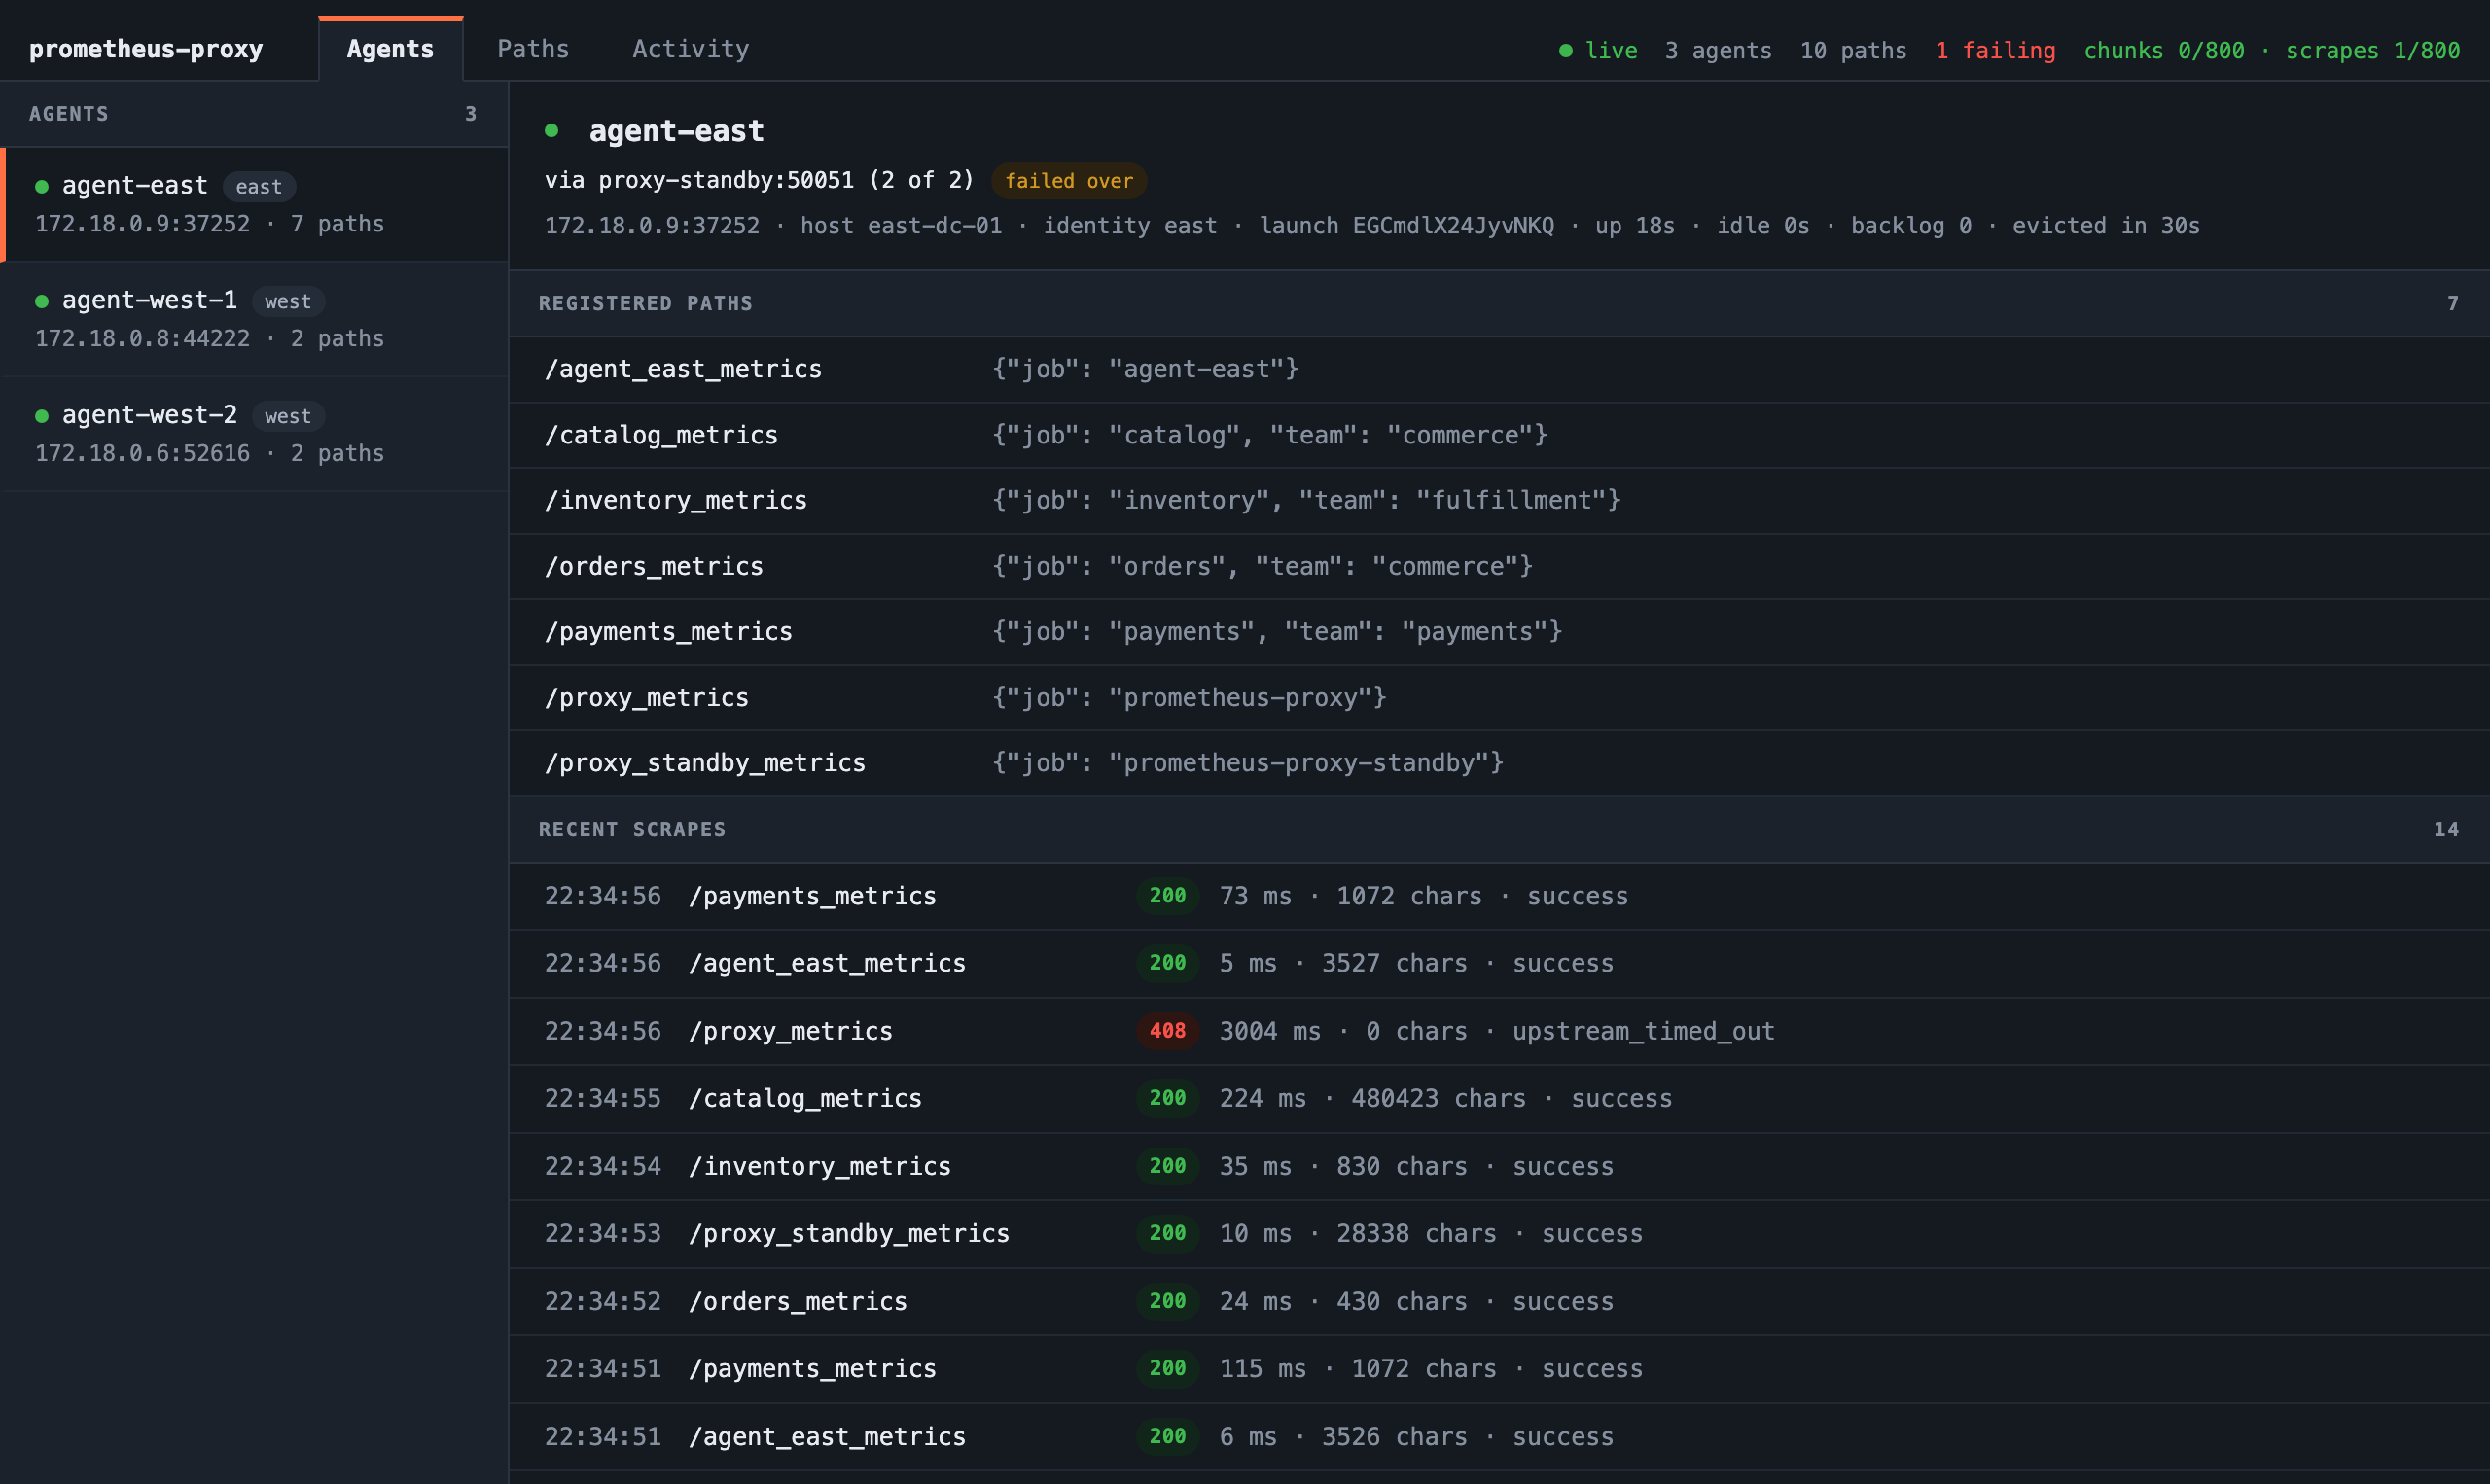 prometheus-proxy Agents Paths Activity live 3 agents 10 paths 1 failing chunks 0/800 · scrapes 1/800
AGENTS 3
agent-east east
172.18.0.9:37252 · 7 paths
agent-west-1 west
172.18.0.8:44222 · 2 paths
agent-west-2 west
172.18.0.6:52616 · 2 paths
agent-east
via proxy-standby:50051 (2 of 2) failed over
172.18.0.9:37252 · host east-dc-01 · identity east · launch EGCmdlX24JyvNKQ · up 18s · idle 0s · backlog 0 · evicted in 30s
REGISTERED PATHS 7
/agent_east_metrics {"job": "agent-east"}
/catalog_metrics {"job": "catalog", "team": "commerce"}
/inventory_metrics {"job": "inventory", "team": "fulfillment"}
/orders_metrics {"job": "orders", "team": "commerce"}
/payments_metrics {"job": "payments", "team": "payments"}
/proxy_metrics {"job": "prometheus-proxy"}
/proxy_standby_metrics {"job": "prometheus-proxy-standby"}
RECENT SCRAPES 14
22:34:56 /payments_metrics 200 73 ms · 1072 chars · success
22:34:56 /agent_east_metrics 200 5 ms · 3527 chars · success
22:34:56 /proxy_metrics 408 3004 ms · 0 chars · upstream_timed_out
22:34:55 /catalog_metrics 200 224 ms · 480423 chars · success
22:34:54 /inventory_metrics 200 35 ms · 830 chars · success
22:34:53 /proxy_standby_metrics 200 10 ms · 28338 chars · success
22:34:52 /orders_metrics 200 24 ms · 430 chars · success
22:34:51 /payments_metrics 200 115 ms · 1072 chars · success
22:34:51 /agent_east_metrics 200 6 ms · 3526 chars · success